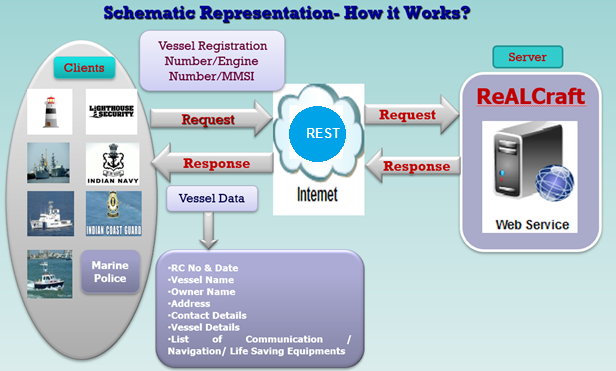 Schematic Representation- How it Works?
Clients
LIGHTHOUSE
SECURITY
INDIAN NAVY
INDIAN COAST GUARD
Marine
Police
Vessel Registration
Number/Engine
Number/MMSI
Request
Response
Vessel Data
•RC No & Date
•Vessel Name
•Owner Name
•Address
•Contact Details
•Vessel Details
•List of Communication /
Navigation/ Life Saving Equipments
REST
Internet
Request
Response
Server
ReALCraft
Web Service